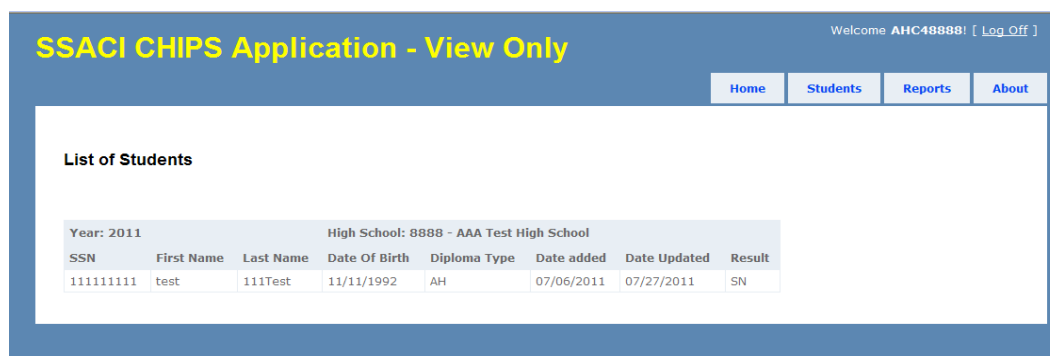 Welcome AHC48888! [ Log Off ]
SSACI CHIPS Application - View Only
Home Students Reports About
List of Students
Year: 2011 High School: 8888 - AAA Test High School
SSN First Name Last Name Date Of Birth Diploma Type Date added Date Updated Result
111111111 test 111Test 11/11/1992 AH 07/06/2011 07/27/2011 SN